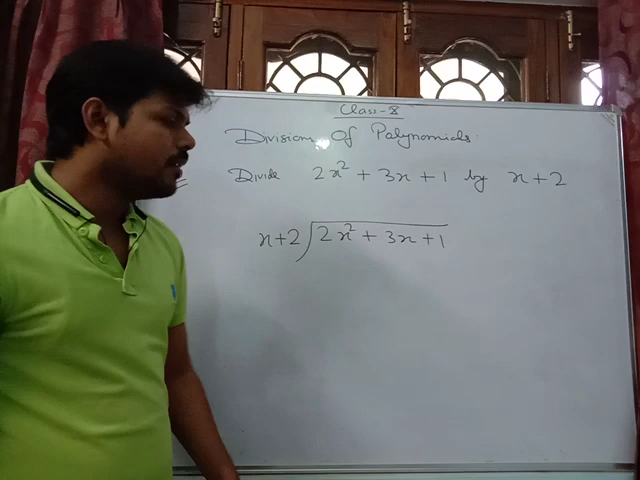 Class-8
Division Of Polynomials
Divide 2x² + 3x + 1 by x + 2
x+2)2x² + 3x + 1